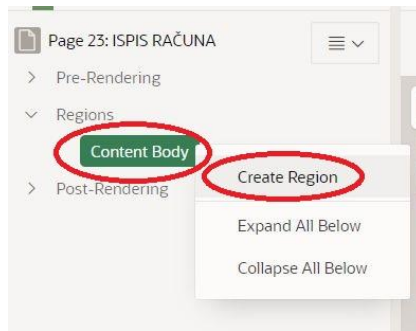 Page 23: ISPIS RAČUNA
Pre-Rendering
Regions
Content Body
Create Region
Post-Rendering
Expand All Below
Collapse All Below